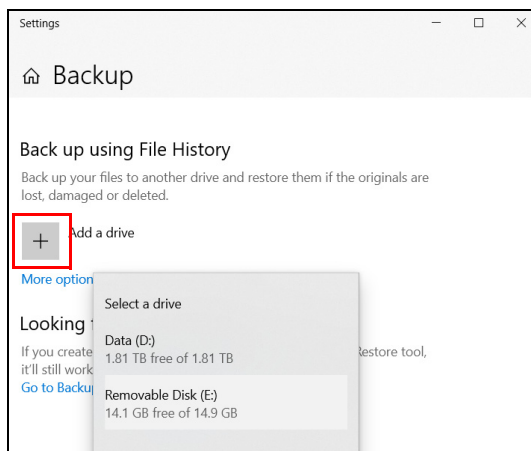 Settings
Backup
Back up using File History
Back up your files to another drive and restore them if the originals are
lost, damaged or deleted.
Add a drive
More option
Select a drive
Looking
Data (D:)
If you create
Restore tool,
1.81 TB free of 1.81 TB
it'll still work
Go to Backu
Removable Disk (E:)
14.1 GB free of 14.9 GB